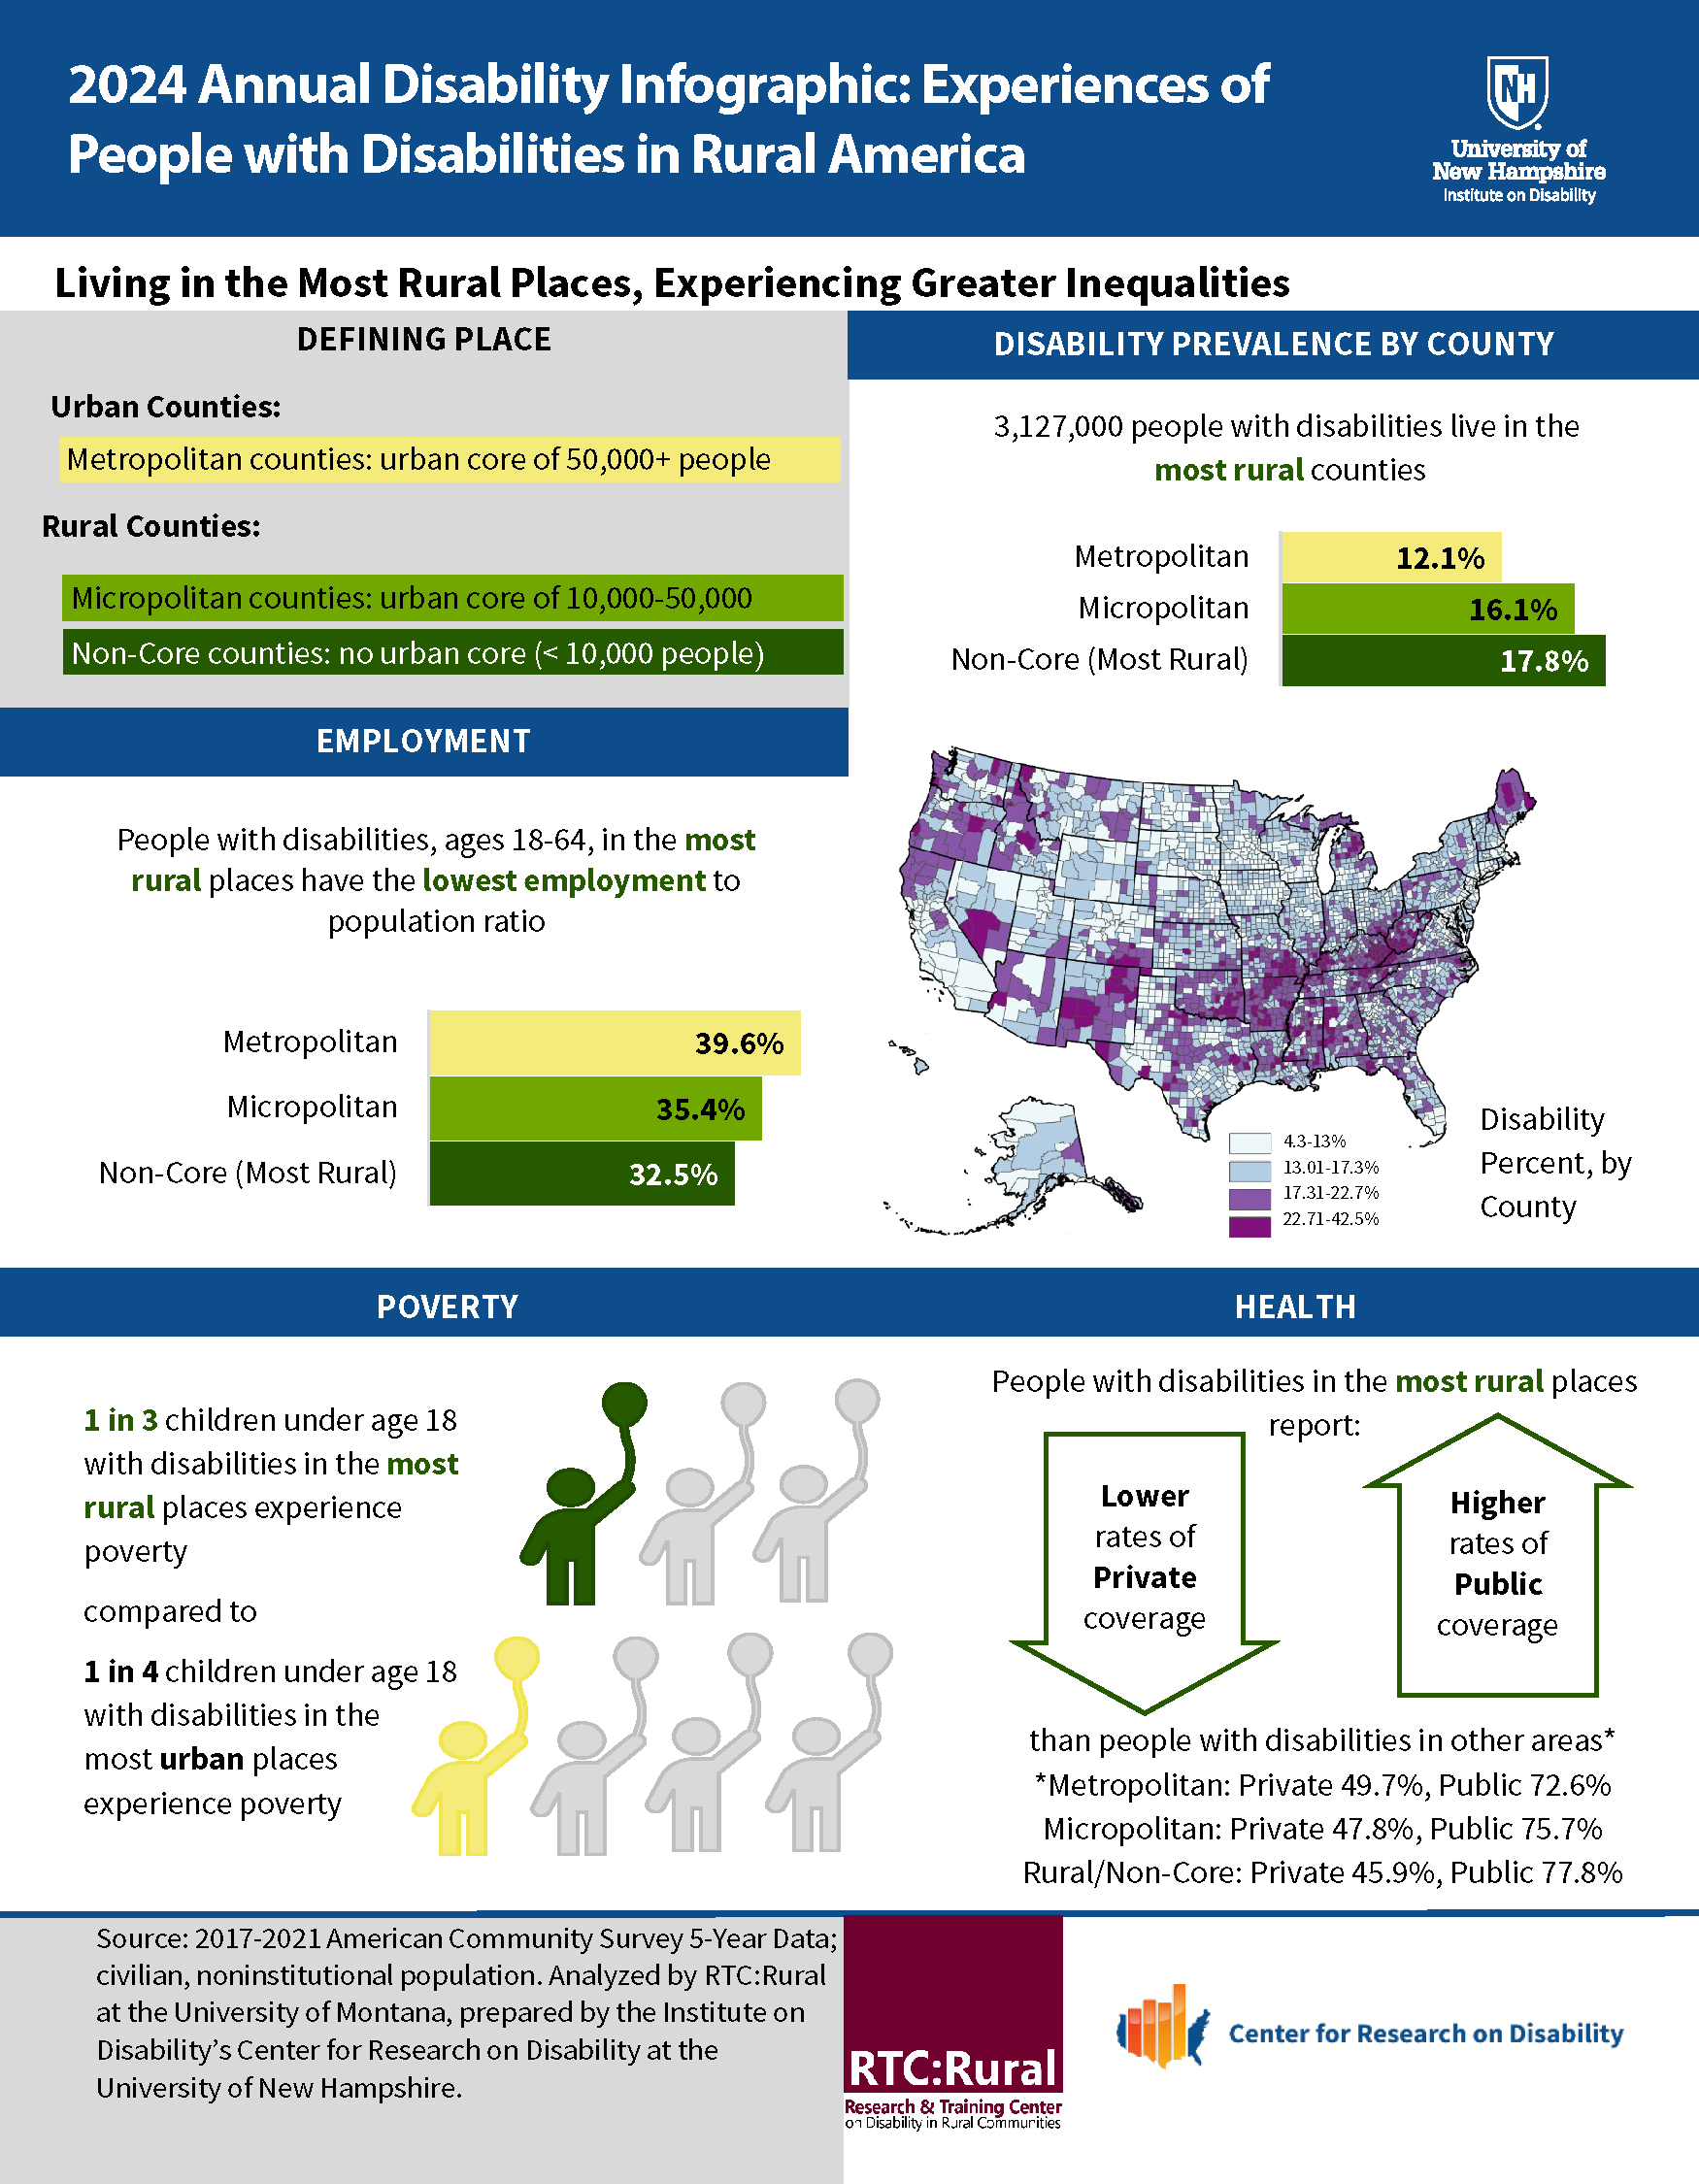 2024 Annual Disability Infographic: Experiences of
People with Disabilities in Rural America
NH
University of
New Hampshire
Institute on Disability
Living in the Most Rural Places, Experiencing Greater Inequalities
DEFINING PLACE
Urban Counties:
Metropolitan counties: urban core of 50,000+ people
Rural Counties:
Micropolitan counties: urban core of 10,000-50,000
Non-Core counties: no urban core (< 10,000 people)
DISABILITY PREVALENCE BY COUNTY
3,127,000 people with disabilities live in the
most rural counties
Metropolitan 12.1%
Micropolitan 16.1%
Non-Core (Most Rural) 17.8%
4.3-13%
13.01-17.3%
17.31-22.7%
22.71-42.5%
Disability
Percent, by
County
EMPLOYMENT
People with disabilities, ages 18-64, in the most
rural places have the lowest employment to
population ratio
Metropolitan 39.6%
Micropolitan 35.4%
Non-Core (Most Rural) 32.5%
POVERTY
1 in 3 children under age 18
with disabilities in the most
rural places experience
poverty
compared to
1 in 4 children under age 18
with disabilities in the
most urban places
experience poverty
HEALTH
People with disabilities in the most rural places
report:
Lower
rates of
Private
coverage
Higher
rates of
Public
coverage
than people with disabilities in other areas*
*Metropolitan: Private 49.7%, Public 72.6%
Micropolitan: Private 47.8%, Public 75.7%
Rural/Non-Core: Private 45.9%, Public 77.8%
Source: 2017-2021 American Community Survey 5-Year Data;
civilian, noninstitutional population. Analyzed by RTC:Rural
at the University of Montana, prepared by the Institute on
Disability's Center for Research on Disability at the
University of New Hampshire.
RTC:Rural
Research & Training Center
on Disability in Rural Communities
Center for Research on Disability